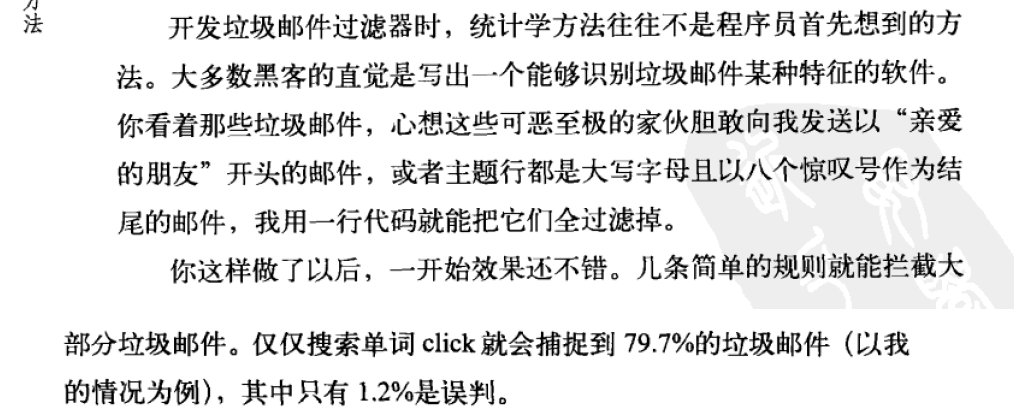 方
法
开发垃圾邮件过滤器时，统计学方法往往不是程序员首先想到的方
法。大多数黑客的直觉是写出一个能够识别垃圾邮件某种特征的软件。
你看着那些垃圾邮件，心想这些可恶至极的家伙胆敢向我发送以“亲爱
的朋友”开头的邮件，或者主题行都是大写字母且以八个惊叹号作为结
尾的邮件，我用一行代码就能把它们全过滤掉。
你这样做了以后，一开始效果还不错。几条简单的规则就能拦截大
部分垃圾邮件。仅仅搜索单词 click 就会捕捉到 79.7%的垃圾邮件（以我
的情况为例），其中只有 1.2%是误判。